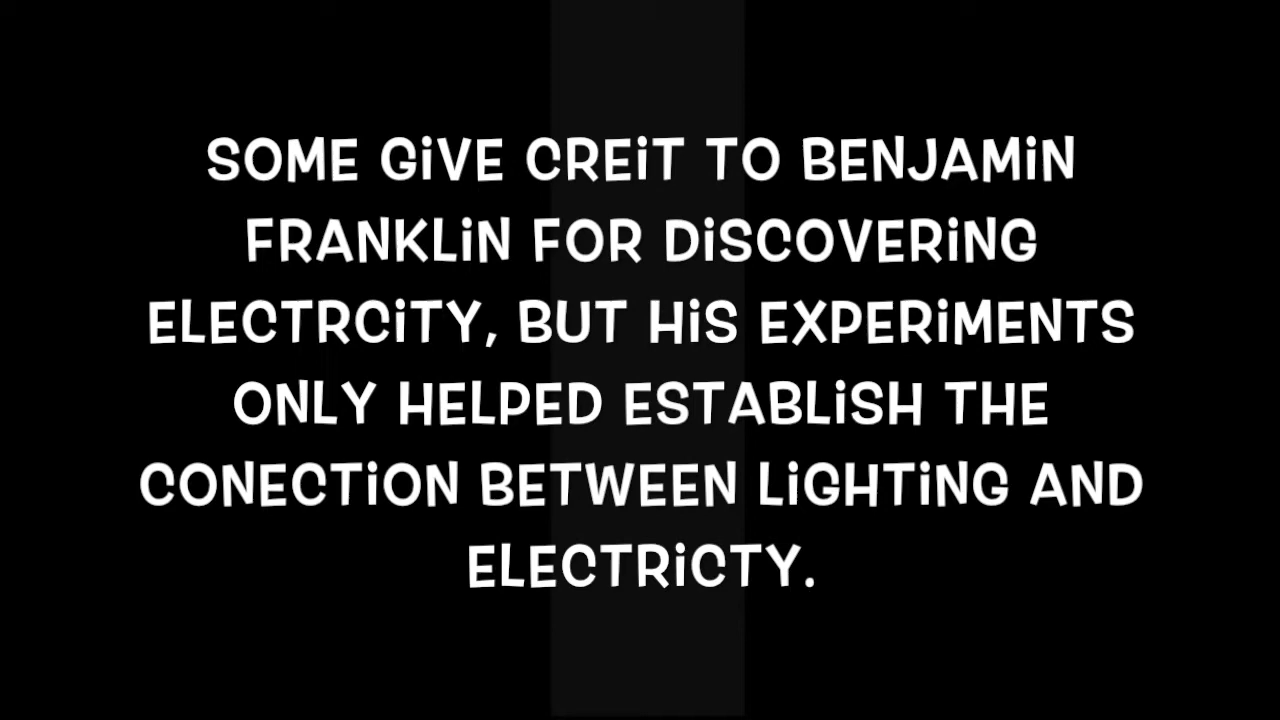 SOME GiVE CREiT TO BENJAMiN
FRANKLiN FOR DiSCOVERiNG
ELECTRCiTY, BUT HiS EXPERiMENTS
ONLY HELPED ESTABLiSH THE
CONECTiON BETWEEN LiGHTiNG AND
ELECTRiCTY.